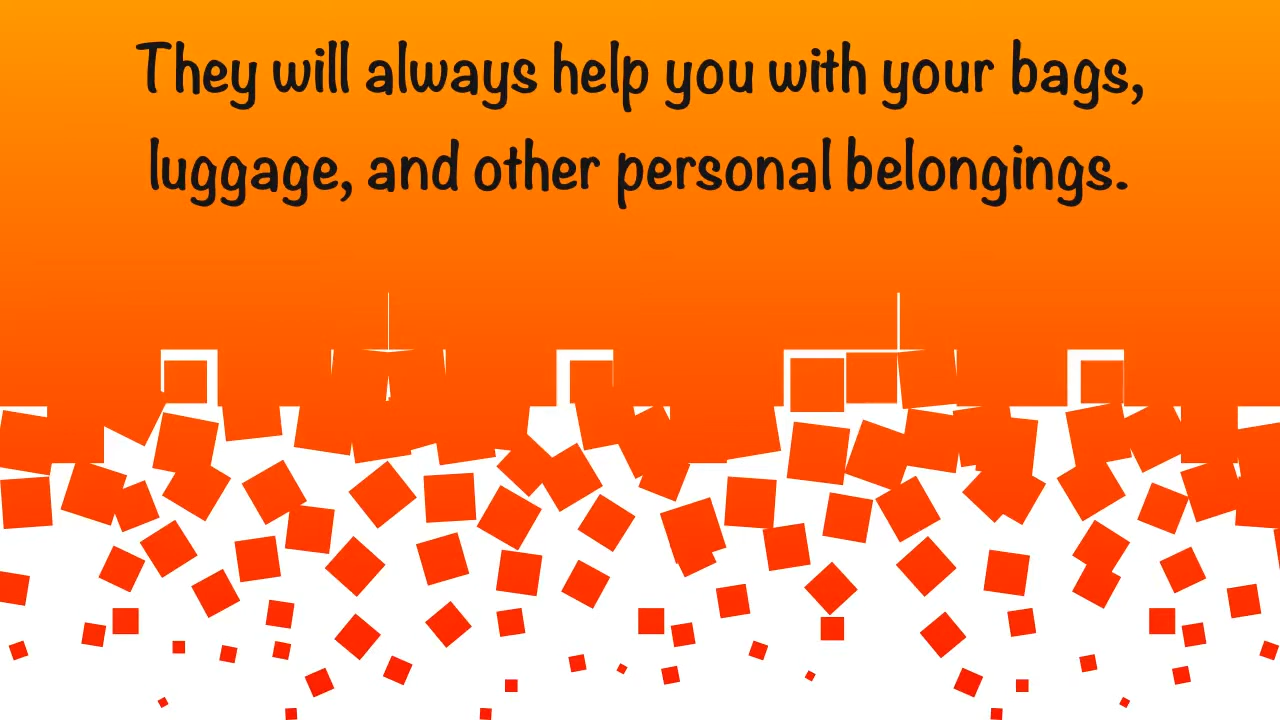 They will always help you with your bags,
luggage, and other personal belongings.